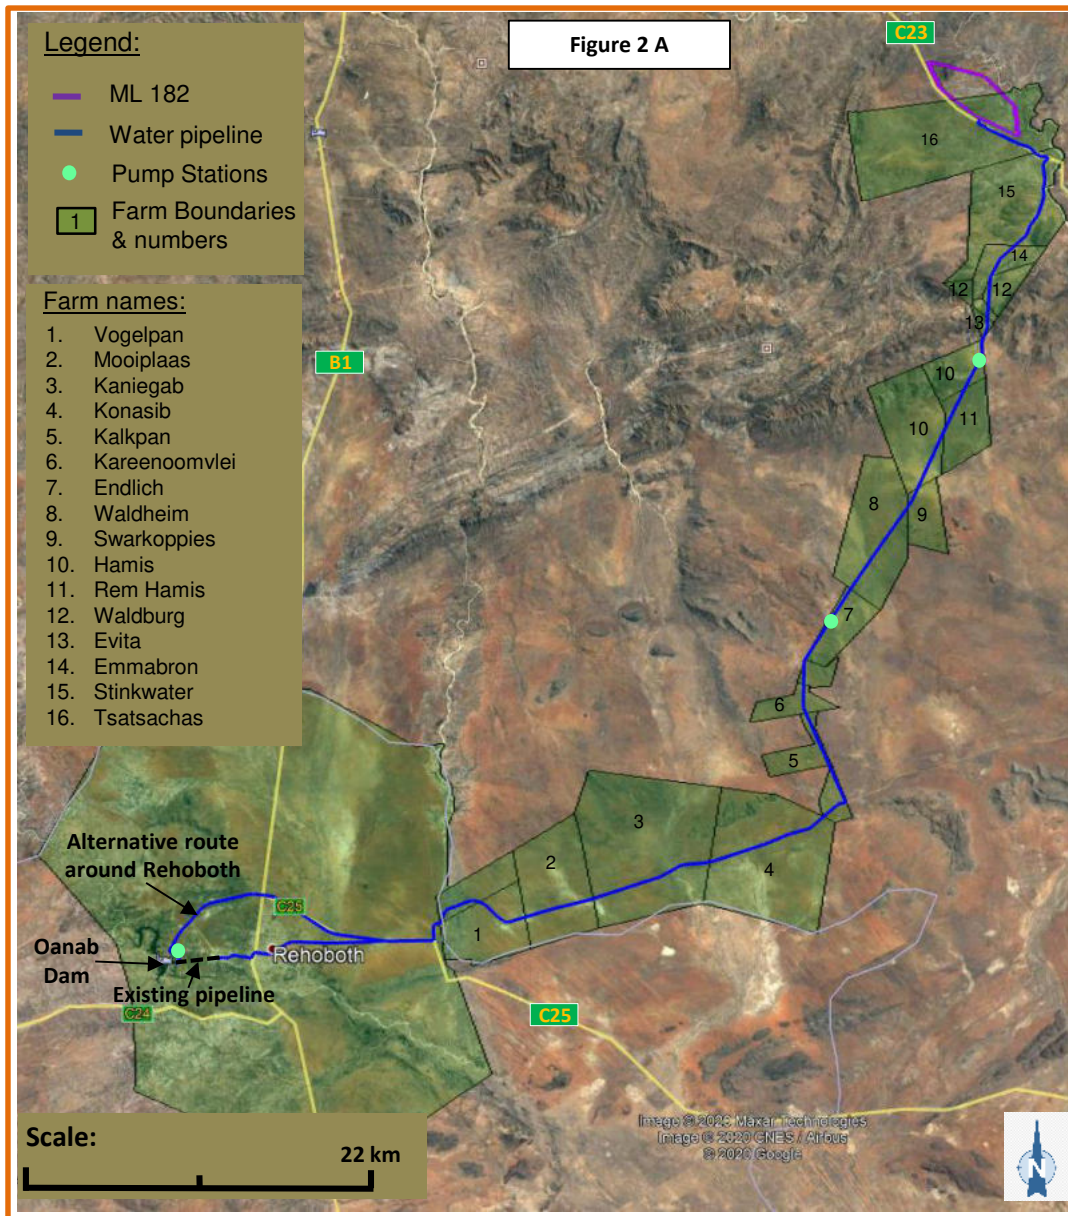 Figure 2 A
Legend:
ML 182
Water pipeline
Pump Stations
1
Farm Boundaries
& numbers
Farm names:
1. Vogelpan
2. Mooiplaas
3. Kaniegab
4. Konasib
5. Kalkpan
6. Kareenoomvlei
7. Endlich
8. Waldheim
9. Swarkoppies
10. Hamis
11. Rem Hamis
12. Waldburg
13. Evita
14. Emmabron
15. Stinkwater
16. Tsatsachas
C23
16
15
14
12
12
13
B1
10
11
10
8
9
7
6
5
3
2
4
1
Alternative route
around Rehoboth
C25
Oanab
Dam
Rehoboth
Existing pipeline
C24
C25
Image © 2020 Maxar Technologies
Image © 2020 CNES / Airbus
© 2020 Google
Scale:
22 km
N